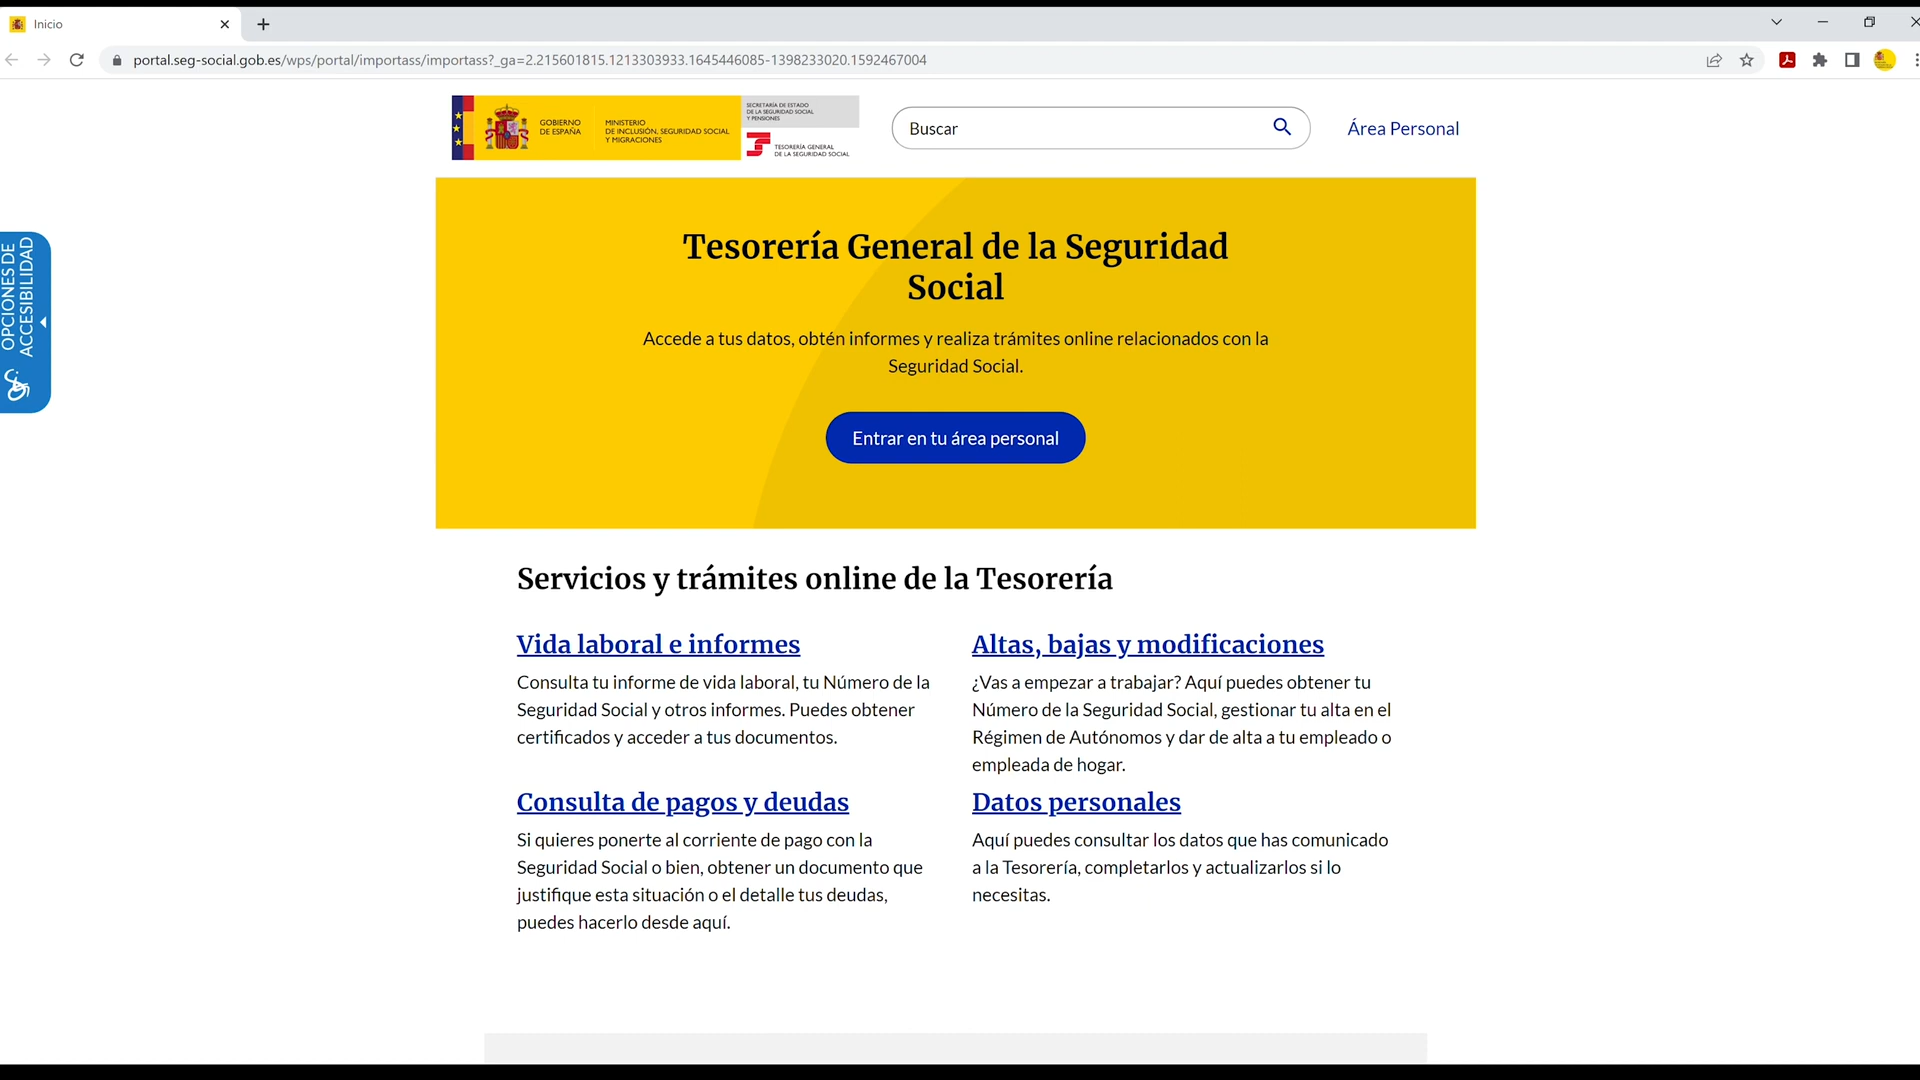 Inicio
portal.seg-social.gob.es/wps/portal/importass/importass?_ga=2.215601815.1213303933.1645446085-1398233020.1592467004
GOBIERNO
DE ESPAÑA
MINISTERIO
DE INCLUSIÓN, SEGURIDAD SOCIAL
Y MIGRACIONES
SECRETARÍA DE ESTADO
DE LA SEGURIDAD SOCIAL
Y PENSIONES
TESORERÍA GENERAL
DE LA SEGURIDAD SOCIAL
Buscar
Área Personal
OPCIONES DE
ACCESIBILIDAD
Tesorería General de la Seguridad
Social
Accede a tus datos, obtén informes y realiza trámites online relacionados con la
Seguridad Social.
Entrar en tu área personal
Servicios y trámites online de la Tesorería
Vida laboral e informes
Consulta tu informe de vida laboral, tu Número de la
Seguridad Social y otros informes. Puedes obtener
certificados y acceder a tus documentos.
Altas, bajas y modificaciones
¿Vas a empezar a trabajar? Aquí puedes obtener tu
Número de la Seguridad Social, gestionar tu alta en el
Régimen de Autónomos y dar de alta a tu empleado o
empleada de hogar.
Consulta de pagos y deudas
Si quieres ponerte al corriente de pago con la
Seguridad Social o bien, obtener un documento que
justifique esta situación o el detalle tus deudas,
puedes hacerlo desde aquí.
Datos personales
Aquí puedes consultar los datos que has comunicado
a la Tesorería, completarlos y actualizarlos si lo
necesitas.